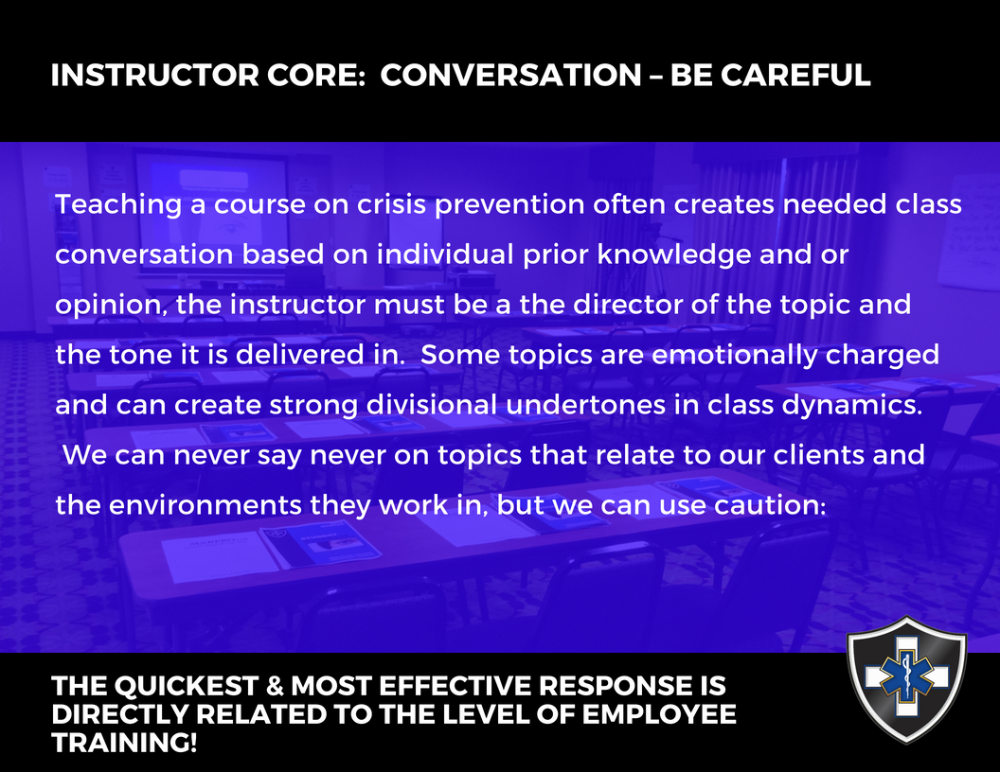 INSTRUCTOR CORE:  CONVERSATION – BE CAREFUL
Teaching a course on crisis prevention often creates needed class
conversation based on individual prior knowledge and or
opinion, the instructor must be a the director of the topic and
the tone it is delivered in.  Some topics are emotionally charged
and can create strong divisional undertones in class dynamics.
We can never say never on topics that relate to our clients and
the environments they work in, but we can use caution:
THE QUICKEST & MOST EFFECTIVE RESPONSE IS
DIRECTLY RELATED TO THE LEVEL OF EMPLOYEE
TRAINING!